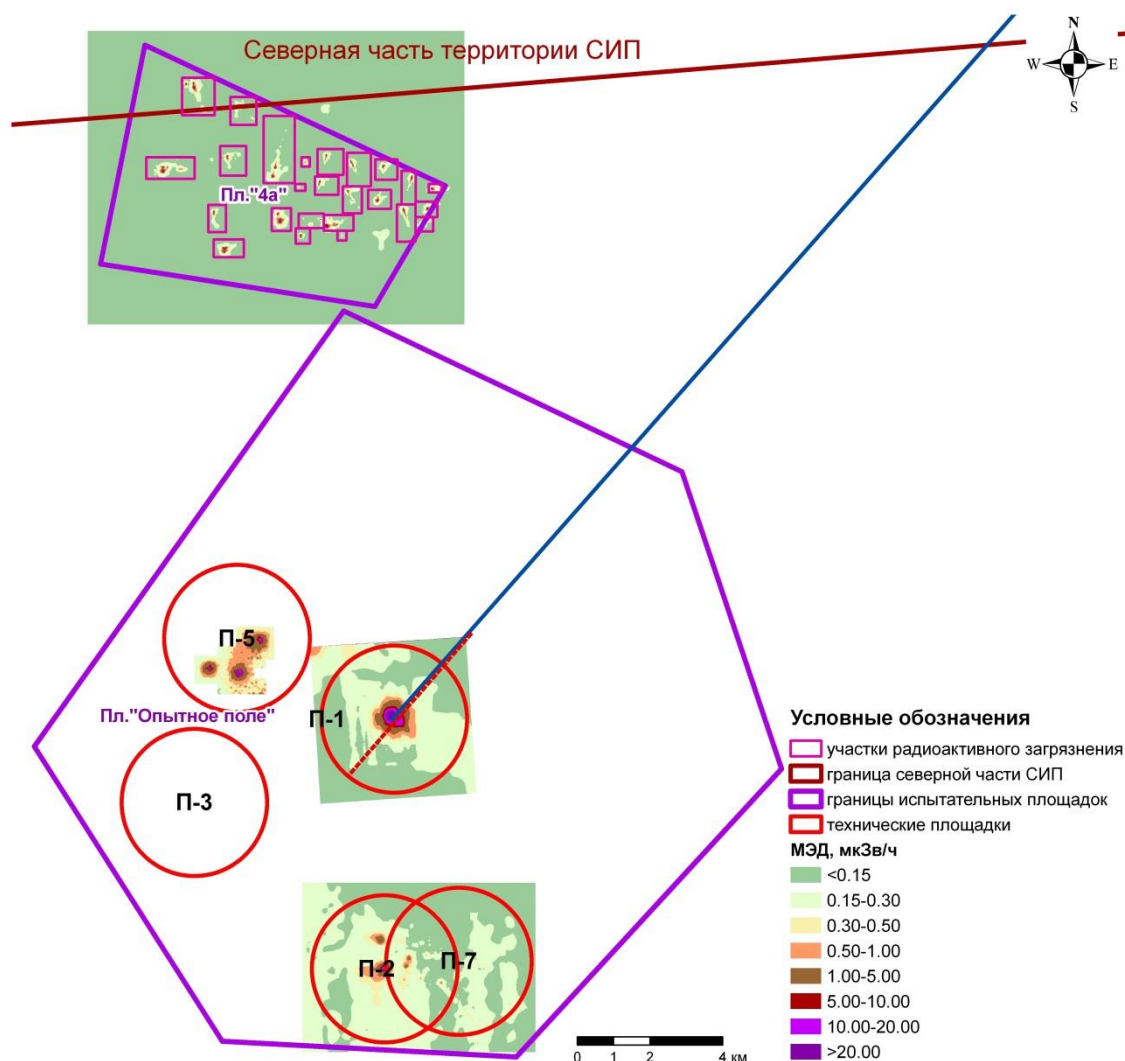 Северная часть территории СИП
N
W
E
S
Пл."4а"
П-5
Пл."Опытное поле"
П-1
П-3
П-2
П-7
Условные обозначения
участки радиоактивного загрязнения
граница северной части СИП
границы испытательных площадок
технические площадки
МЭД, мкЗв/ч
<0.15
0.15-0.30
0.30-0.50
0.50-1.00
1.00-5.00
5.00-10.00
10.00-20.00
>20.00
0 1 2 4 км